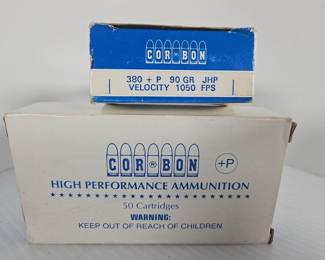 COR®BON
380 + P 90 GR JHP
VELOCITY 1050 FPS
COR®BON
+P
HIGH PERFORMANCE AMMUNITION
50 Cartridges
WARNING:
KEEP OUT OF REACH OF CHILDREN